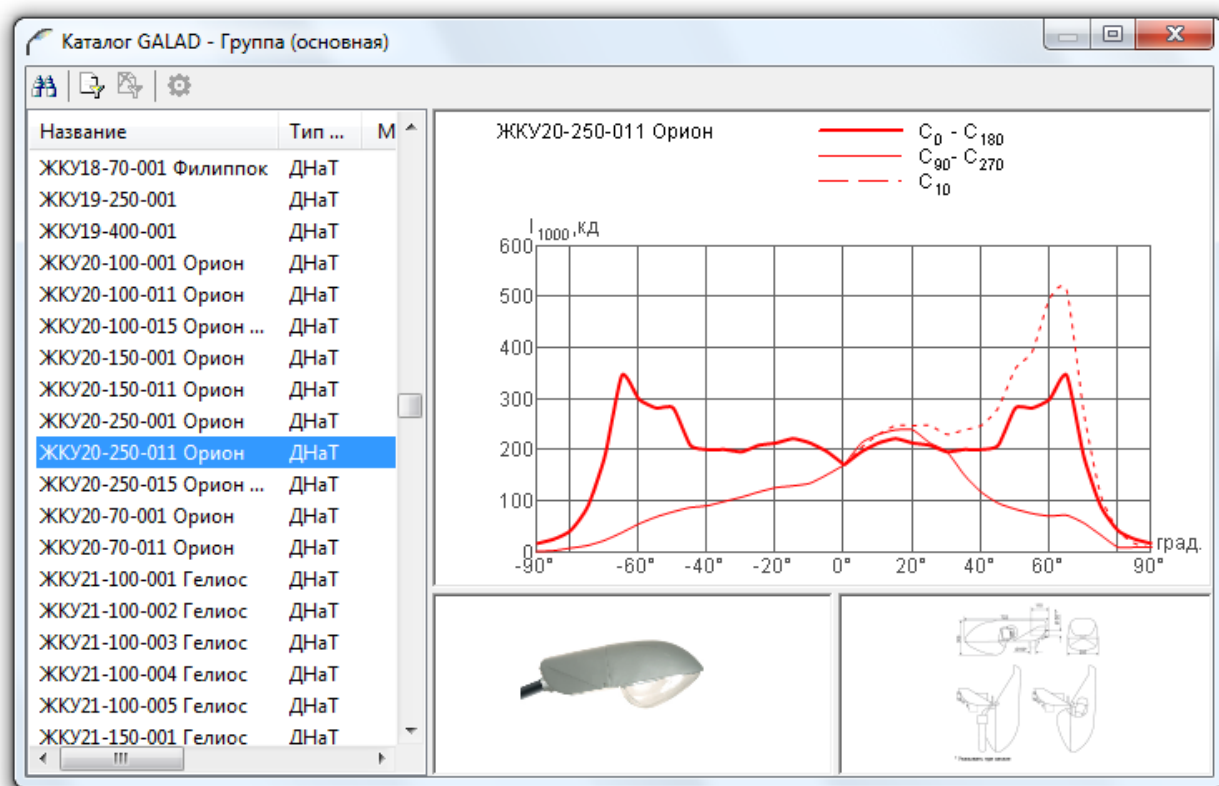 Каталог GALAD - Группа (основная)
Название Тип ... М
ЖКУ18-70-001 Филиппок ДНаТ
ЖКУ19-250-001 ДНаТ
ЖКУ19-400-001 ДНаТ
ЖКУ20-100-001 Орион ДНаТ
ЖКУ20-100-011 Орион ДНаТ
ЖКУ20-100-015 Орион ... ДНаТ
ЖКУ20-150-001 Орион ДНаТ
ЖКУ20-150-011 Орион ДНаТ
ЖКУ20-250-001 Орион ДНаТ
ЖКУ20-250-011 Орион ДНаТ
ЖКУ20-250-015 Орион ... ДНаТ
ЖКУ20-70-001 Орион ДНаТ
ЖКУ20-70-011 Орион ДНаТ
ЖКУ21-100-001 Гелиос ДНаТ
ЖКУ21-100-002 Гелиос ДНаТ
ЖКУ21-100-003 Гелиос ДНаТ
ЖКУ21-100-004 Гелиос ДНаТ
ЖКУ21-100-005 Гелиос ДНаТ
ЖКУ21-150-001 Гелиос ДНаТ
ЖКУ20-250-011 Орион
C0 - C180
C90- C270
C10
I1000,кд
600
500
400
300
200
100
0
-90° -60° -40° -20° 0° 20° 40° 60° 90°
град.